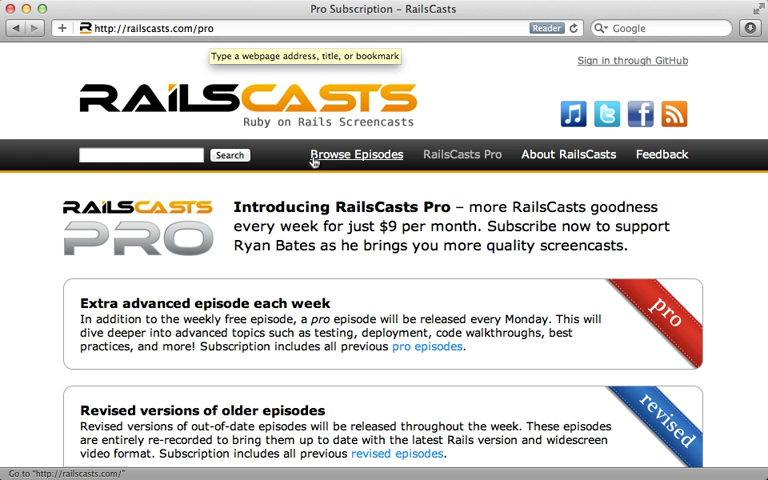 Pro Subscription – RailsCasts
http://railscasts.com/pro
Reader
Google
Type a webpage address, title, or bookmark
Sign in through GitHub
RAILSCASTS
Ruby on Rails Screencasts
Search
Browse Episodes
RailsCasts Pro
About RailsCasts
Feedback
RAILSCASTS
PRO
Introducing RailsCasts Pro – more RailsCasts goodness
every week for just $9 per month. Subscribe now to support
Ryan Bates as he brings you more quality screencasts.
Extra advanced episode each week
In addition to the weekly free episode, a pro episode will be released every Monday. This will
dive deeper into advanced topics such as testing, deployment, code walkthroughs, best
practices, and more! Subscription includes all previous pro episodes.
pro
Revised versions of older episodes
Revised versions of out-of-date episodes will be released throughout the week. These episodes
are entirely re-recorded to bring them up to date with the latest Rails version and widescreen
video format. Subscription includes all previous revised episodes.
revised
Go to "http://railscasts.com/"